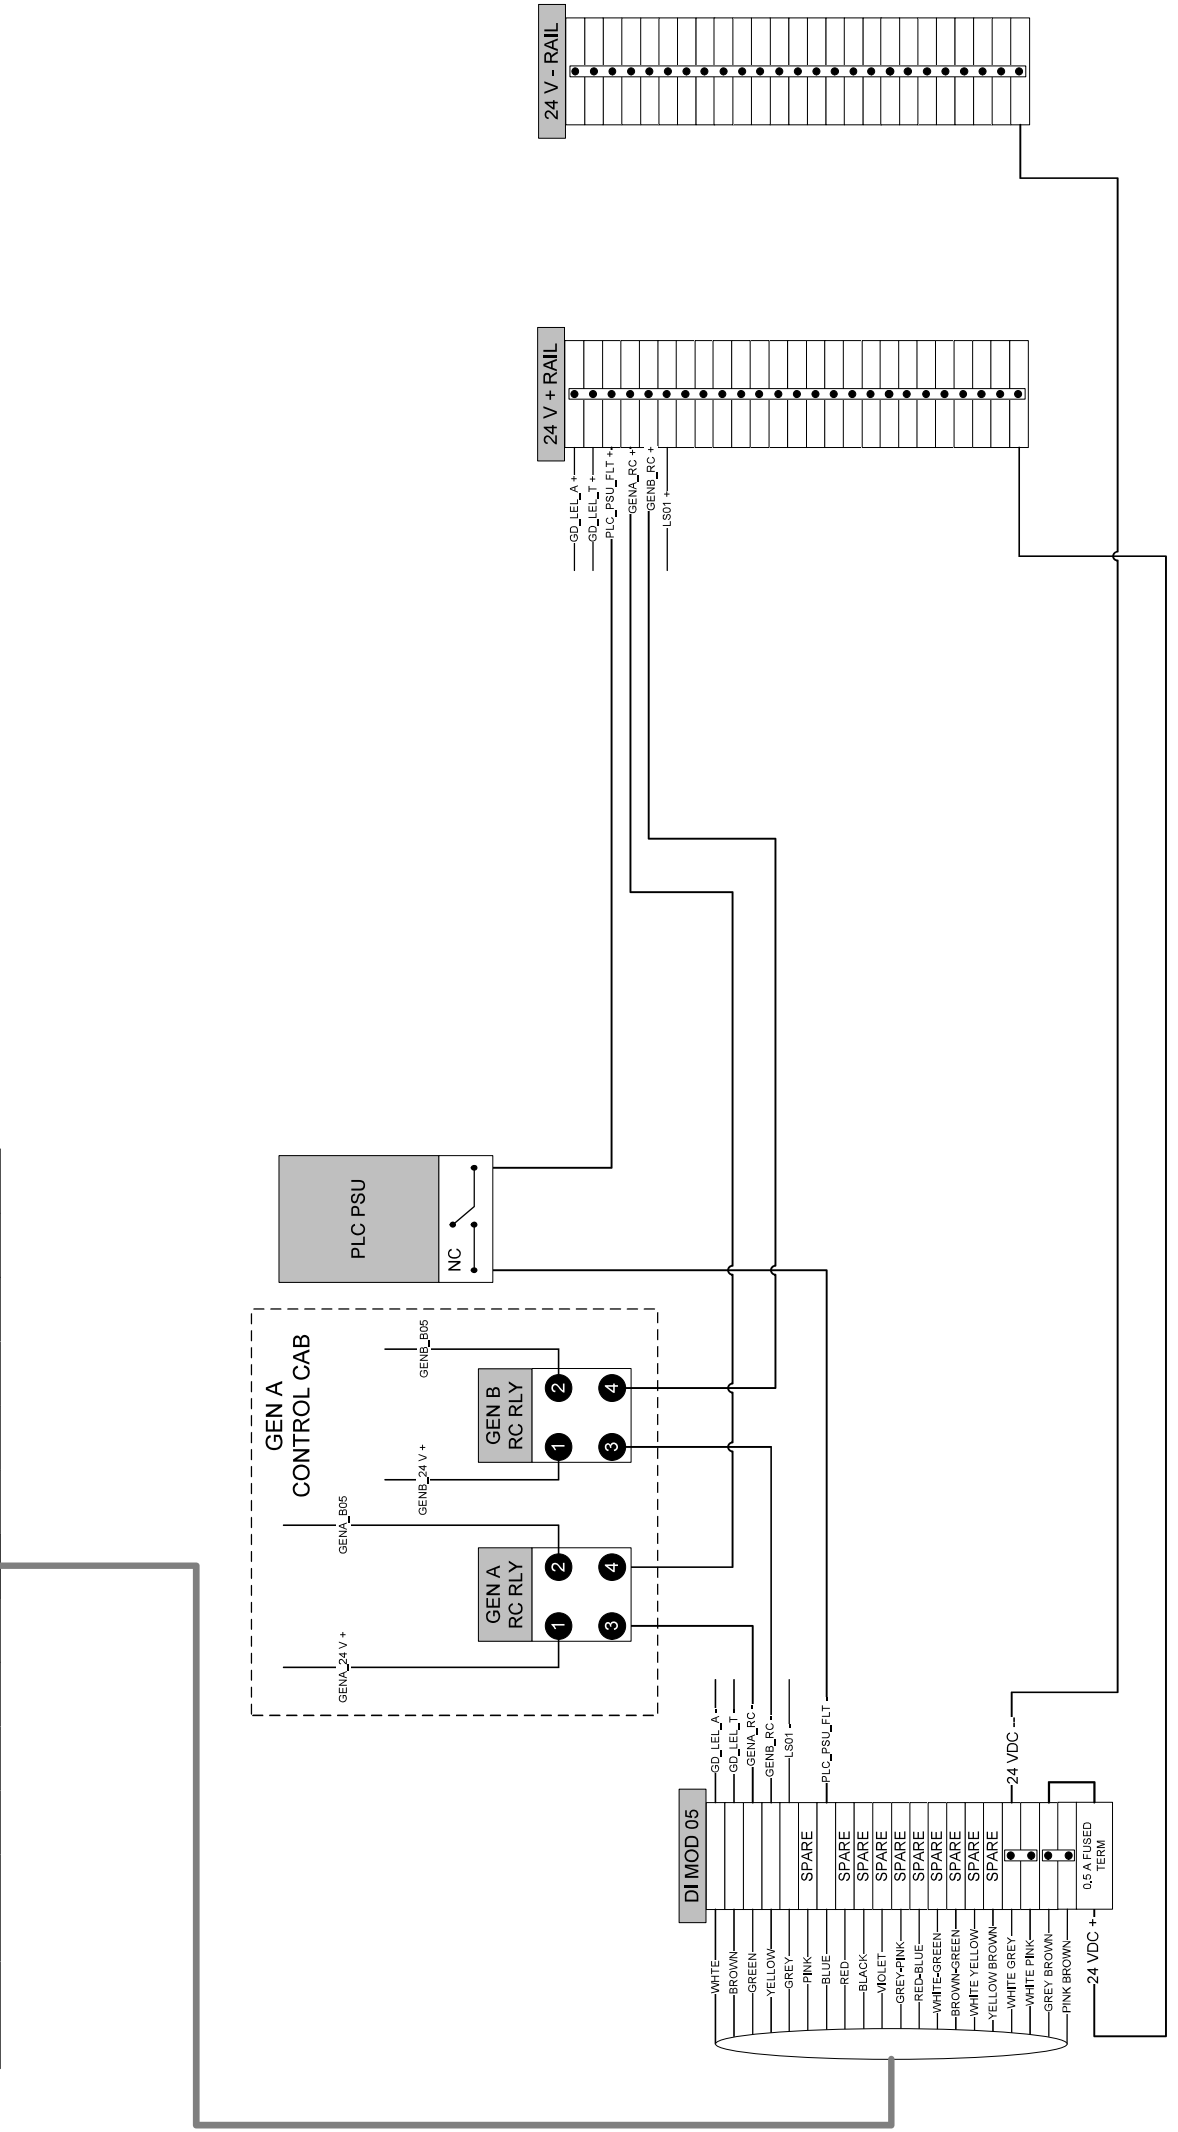 24 V - RAIL
24 V + RAIL
GD_LEL_A +
GD_LEL_T +
PLC_PSU_FLT +
GENA_RC +
GENB_RC +
LS01 +
PLC PSU
NC
GEN A
CONTROL CAB
GENB_B05
GENB_24 V +
GEN B
RC RLY
1
2
3
4
GENA_B05
GENA_24 V +
GEN A
RC RLY
1
2
3
4
GD_LEL_A -
GD_LEL_T -
GENA_RC -
GENB_RC -
LS01 -
PLC_PSU_FLT -
24 VDC --
DI MOD 05
SPARE
SPARE
SPARE
SPARE
SPARE
SPARE
SPARE
SPARE
SPARE
SPARE
0.5 A FUSED
TERM
WHTE
BROWN
GREEN
YELLOW
GREY
PINK
BLUE
RED
BLACK
VIOLET
GREY-PINK
RED-BLUE
WHITE-GREEN
BROWN-GREEN
WHITE YELLOW
YELLOW BROWN
WHITE GREY
WHITE PINK
GREY BROWN
PINK BROWN
24 VDC +